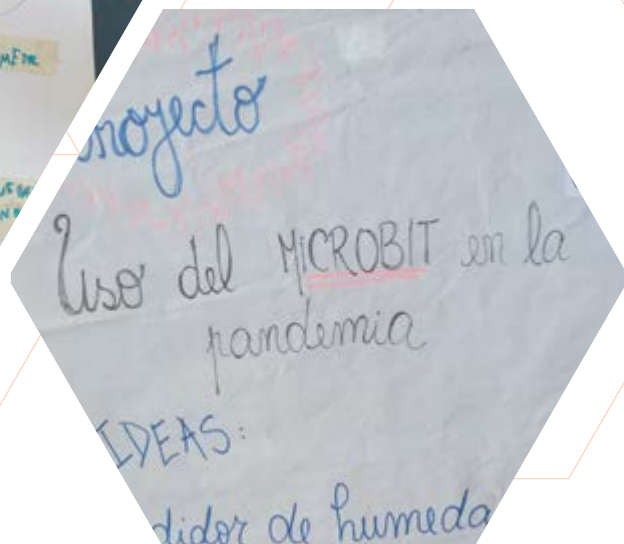 royecto
Uso del MICROBIT en la
pandemia
IDEAS:
didor de humeda